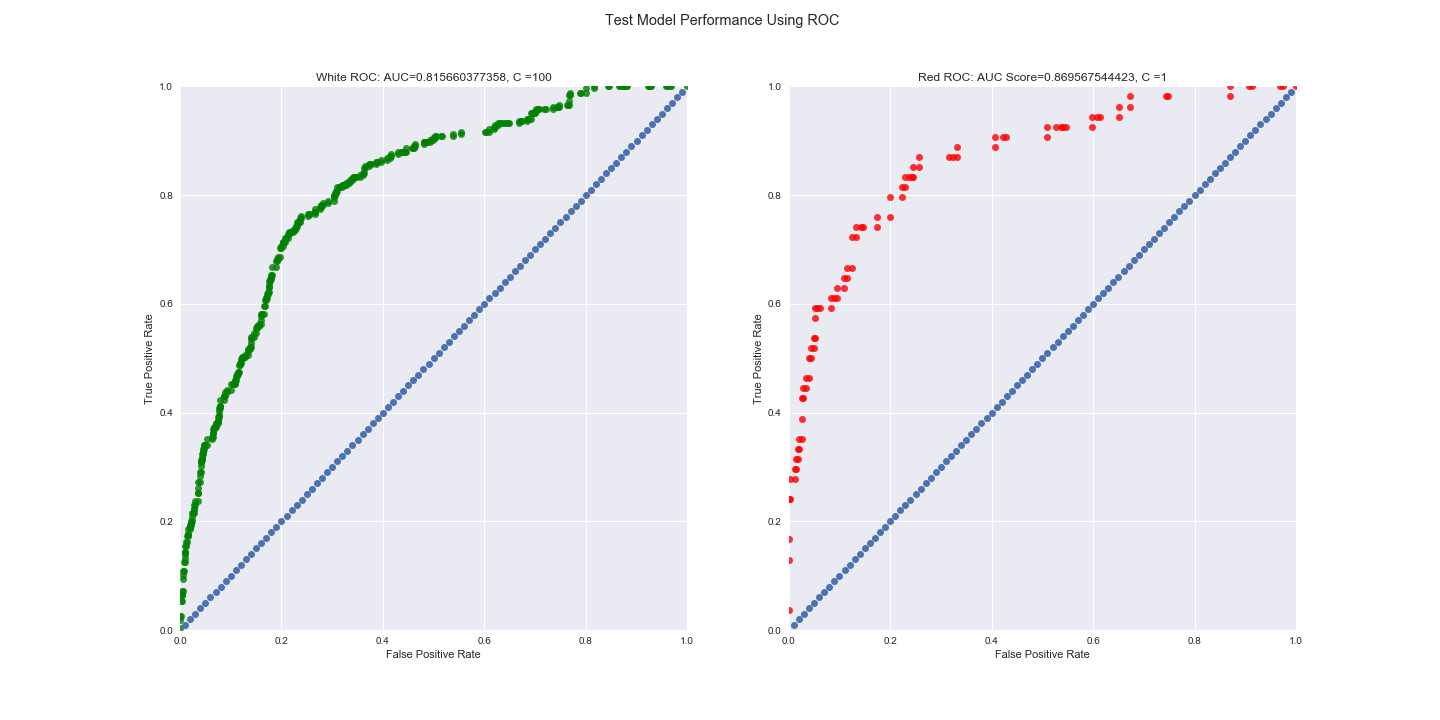 Test Model Performance Using ROC
White ROC: AUC=0.815660377358, C =100
1.0
0.8
0.6
0.4
0.2
0.0
True Positive Rate
0.0 0.2 0.4 0.6 0.8 1.0
False Positive Rate
Red ROC: AUC Score=0.869567544423, C =1
1.0
0.8
0.6
0.4
0.2
0.0
True Positive Rate
0.0 0.2 0.4 0.6 0.8 1.0
False Positive Rate